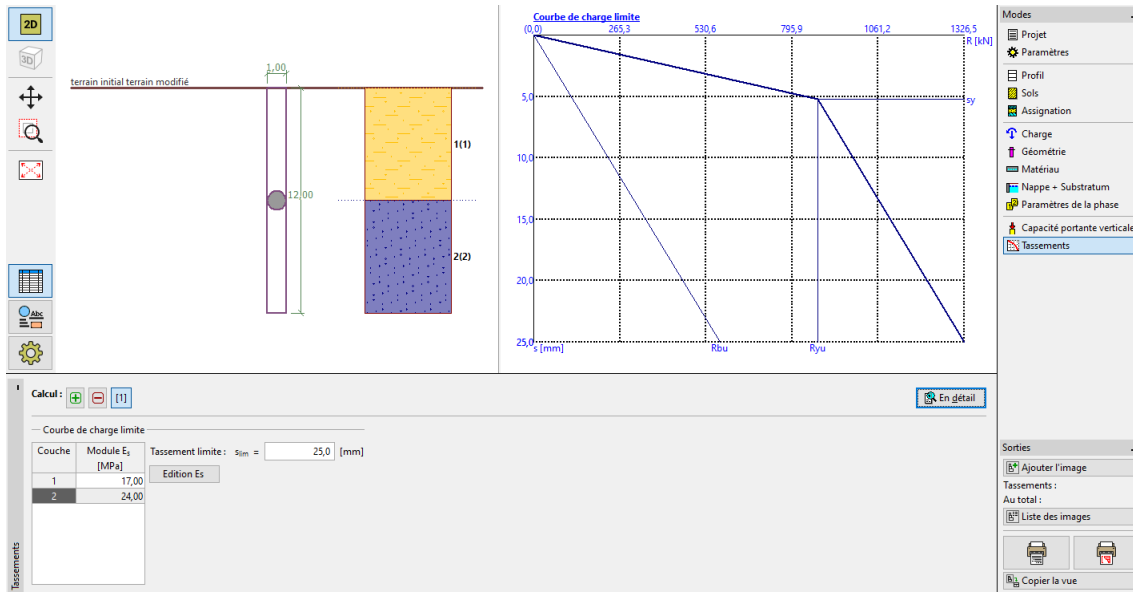 2D
3D
Abc
terrain initial terrain modifié
1,00
12,00
1(1)
2(2)
Courbe de charge limite
(0,0) 265,3 530,6 795,9 1061,2 1326,5
R [kN]
5,0
sy
10,0
15,0
20,0
25,0
s [mm]
Rbu
Ryu
Modes
Projet
Paramètres
Profil
Sols
Assignation
Charge
Géométrie
Matériau
Nappe + Substratum
Paramètres de la phase
Capacité portante verticale
Tassements
Tassements
Calcul :
[1]
En détail
Courbe de charge limite
Couche Module Es
[MPa]
1 17,00
2 24,00
Tassement limite : slim = 25,0 [mm]
Edition Es
Sorties
Ajouter l'image
Tassements :
Au total :
Liste des images
Copier la vue